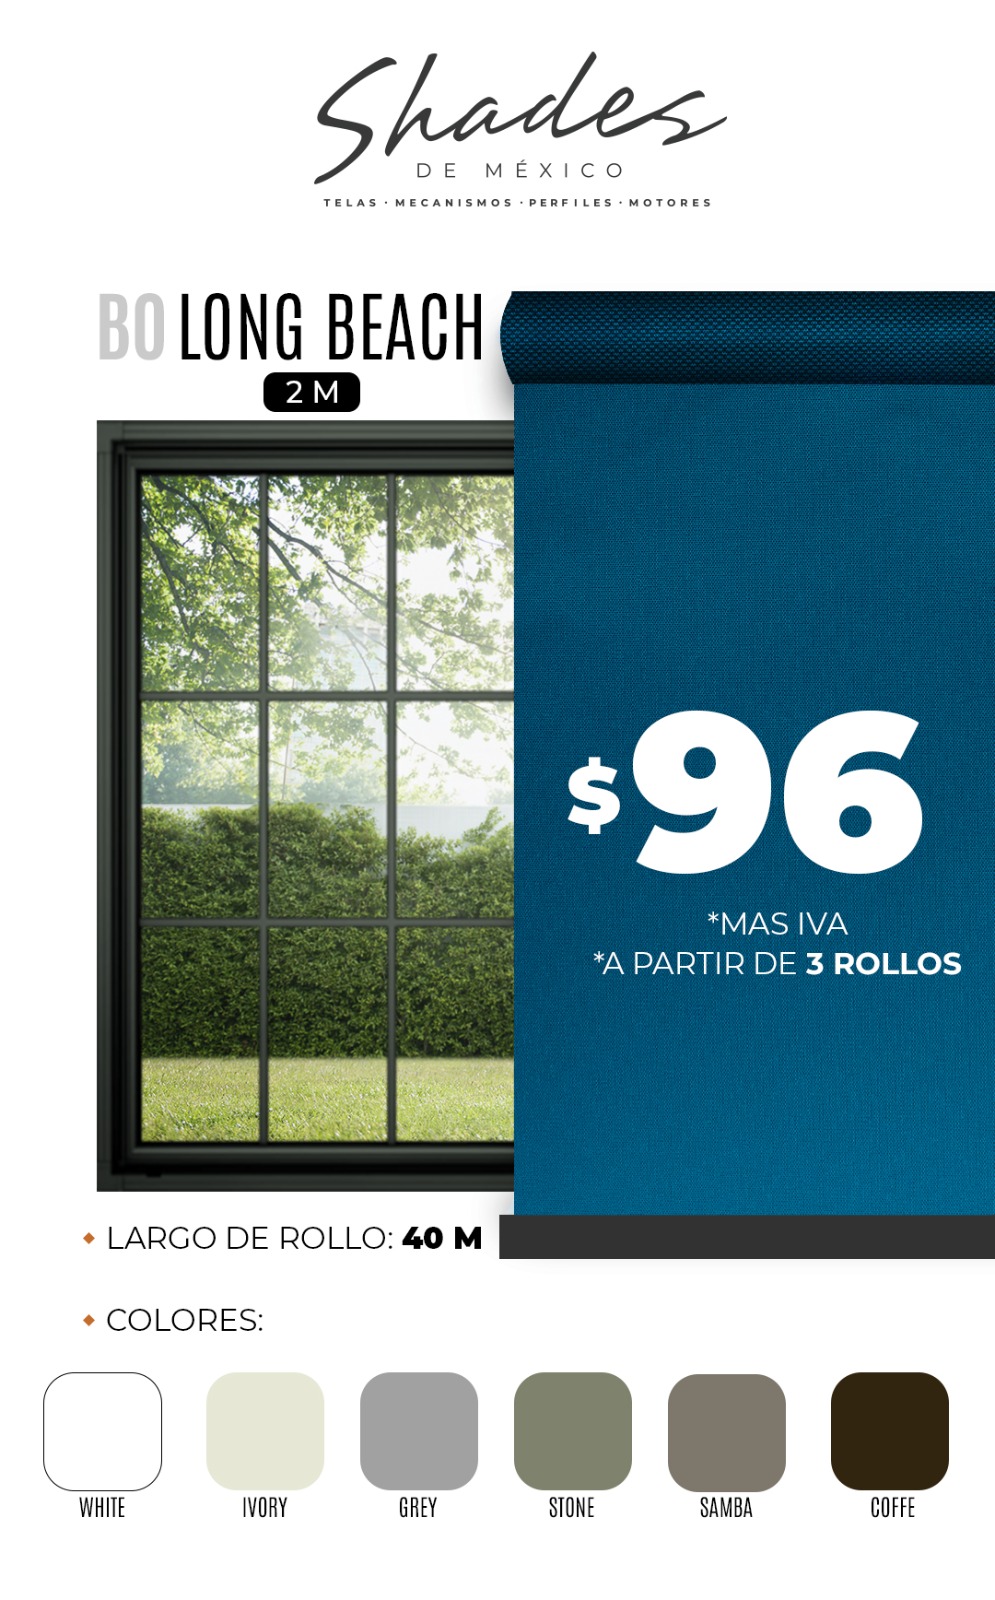 Shades
DE MÉXICO
TELAS · MECANISMOS · PERFILES · MOTORES
BO LONG BEACH
2 M
$96
*MAS IVA
*A PARTIR DE 3 ROLLOS
LARGO DE ROLLO: 40 M
COLORES:
WHITE IVORY GREY STONE SAMBA COFFE